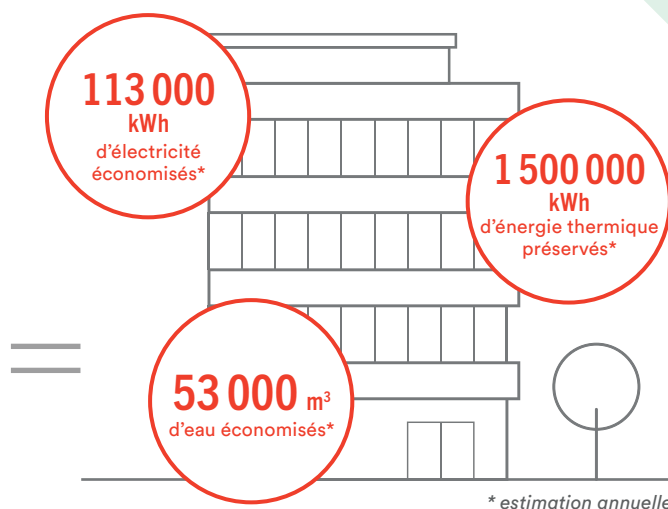 113 000
kWh
d'électricité
économisés*
1 500 000
kWh
d'énergie thermique
préservés*
53 000 m³
d'eau économisés*
* estimation annuelle